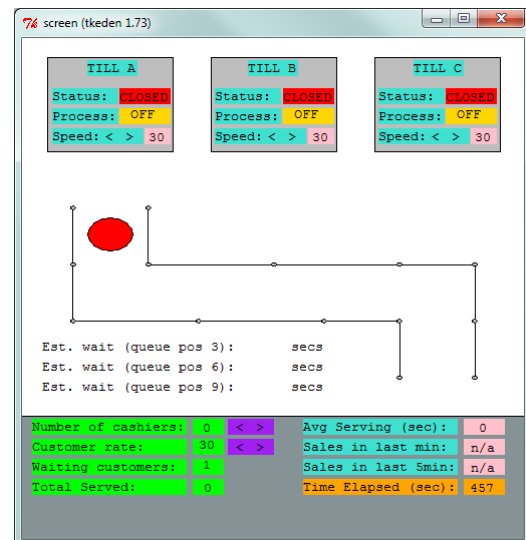 screen (tkeden 1.73)
TILL A TILL B TILL C
Status: CLOSED Status: CLOSED Status: CLOSED
Process: OFF Process: OFF Process: OFF
Speed: < > 30 Speed: < > 30 Speed: < > 30
Est. wait (queue pos 3): secs
Est. wait (queue pos 6): secs
Est. wait (queue pos 9): secs
Number of cashiers: 0 < > Avg Serving (sec): 0
Customer rate: 30 < > Sales in last min: n/a
Waiting customers: 1 Sales in last 5min: n/a
Total Served: 0 Time Elapsed (sec): 457